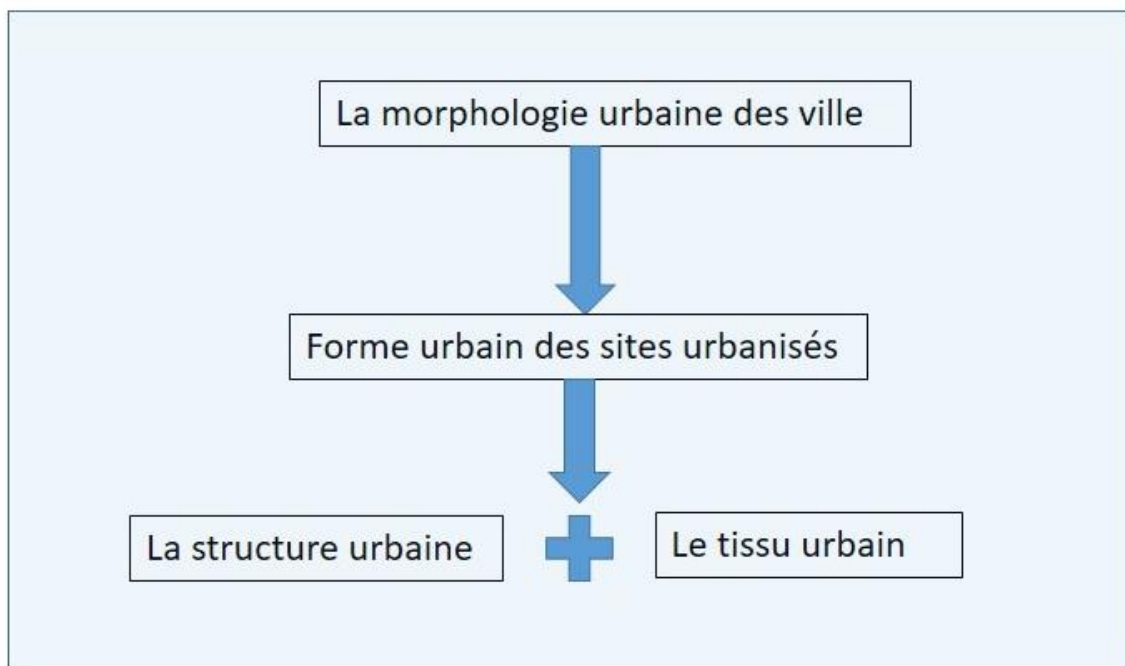 La morphologie urbaine des ville
Forme urbain des sites urbanisés
La structure urbaine
Le tissu urbain